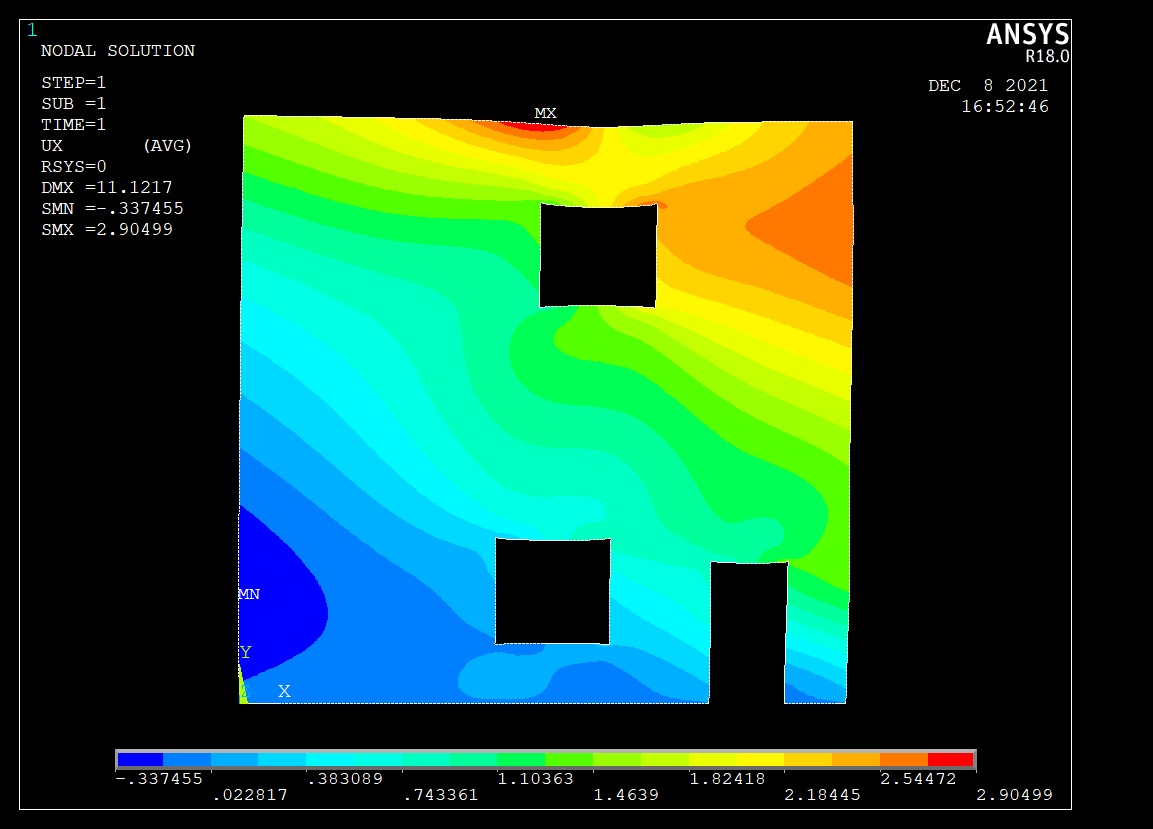 1
ANSYS
R18.0
NODAL SOLUTION
STEP=1
SUB =1
TIME=1
UX (AVG)
RSYS=0
DMX =11.1217
SMN =-.337455
SMX =2.90499
DEC 8 2021
16:52:46
MX
MN
Y
Z X
-.337455 .383089 1.10363 1.82418 2.54472
.022817 .743361 1.4639 2.18445 2.90499